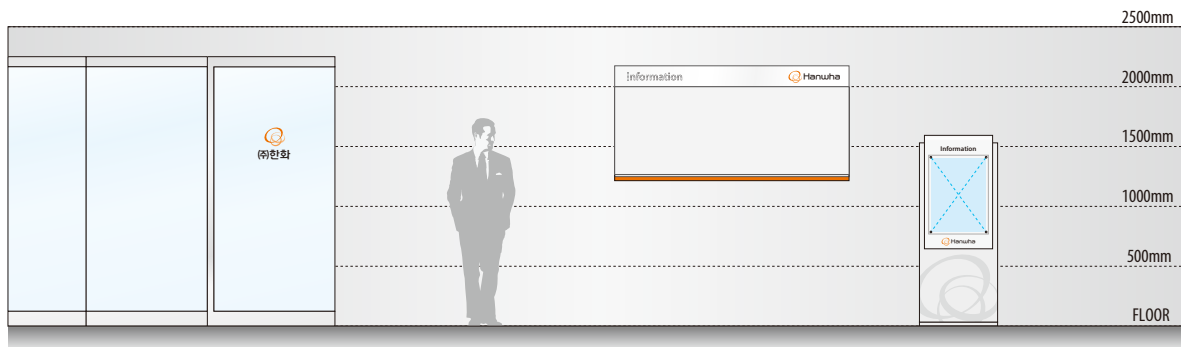 2500mm
Information
Hanwha
2000mm
㈜한화
1500mm
Information
1000mm
Hanwha
500mm
FLOOR